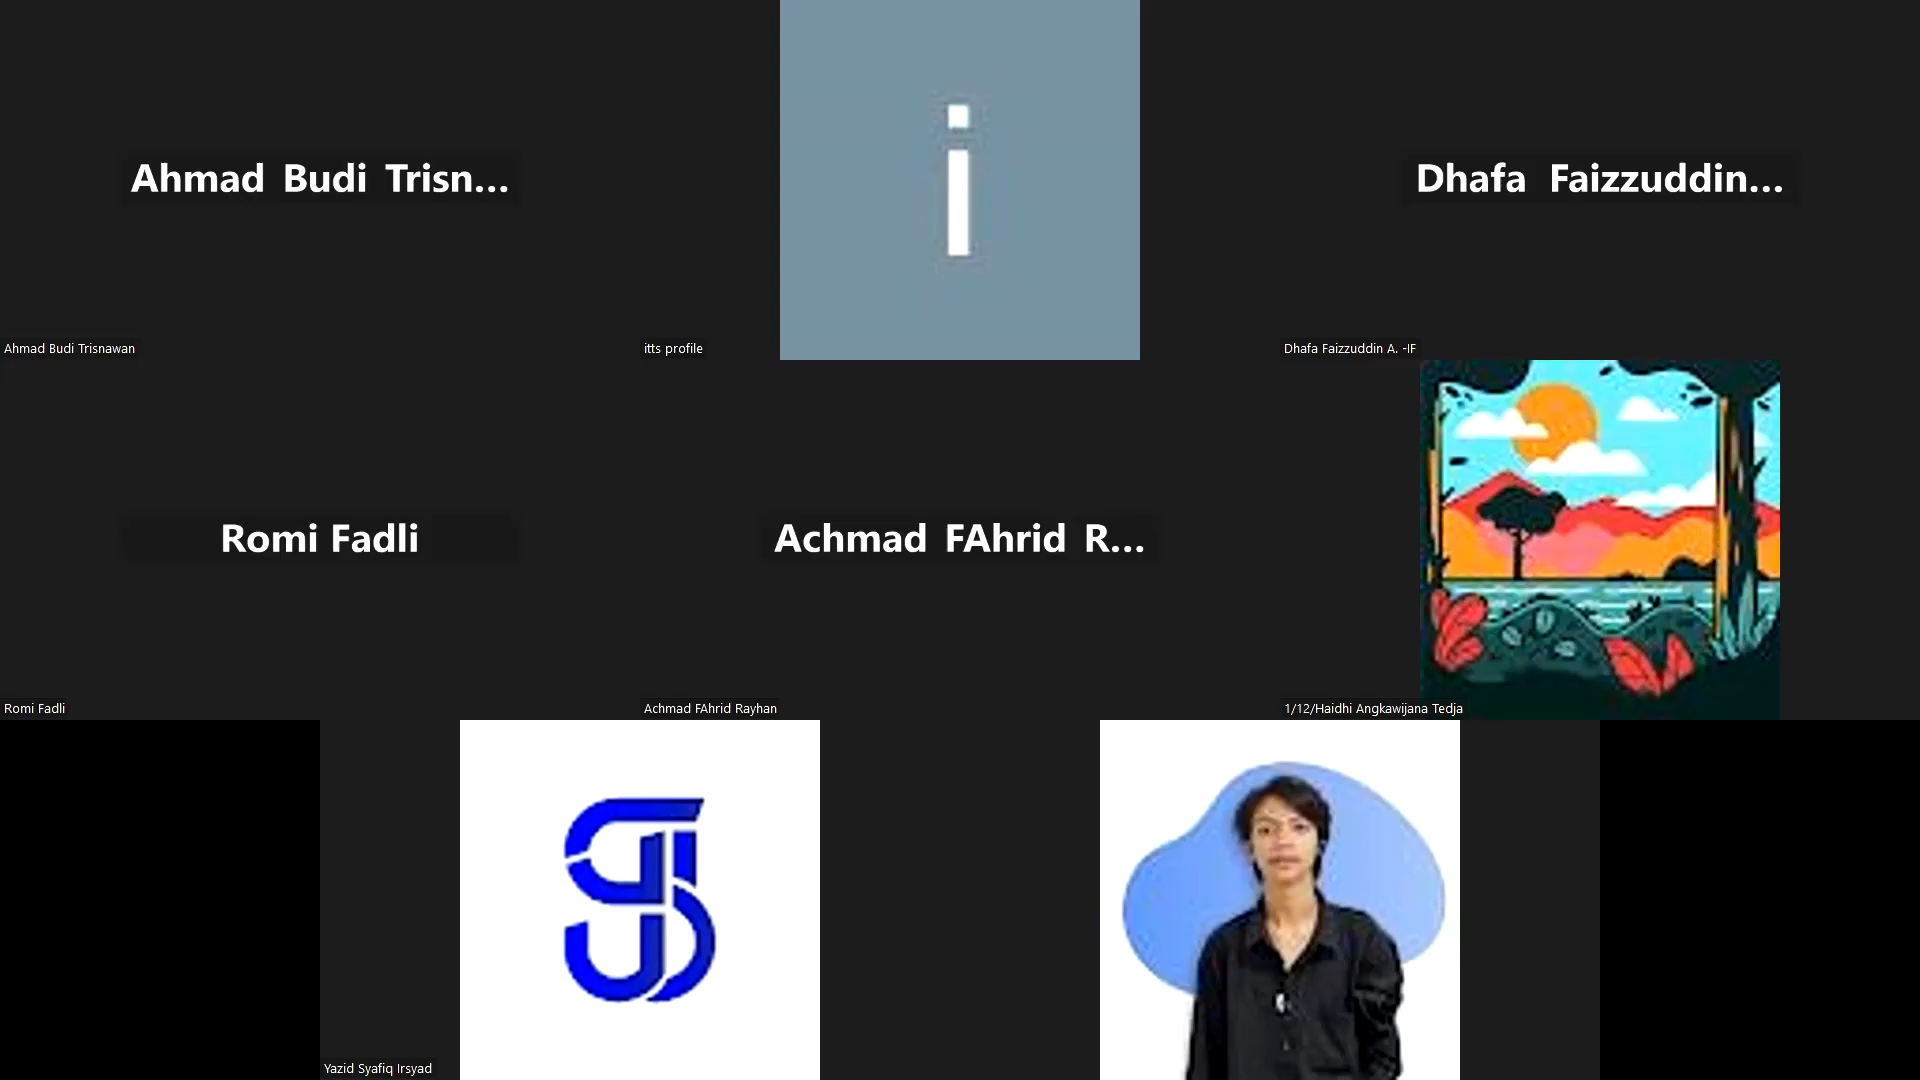 Ahmad Budi Trisn...
i
Dhafa Faizzuddin...
Ahmad Budi Trisnawan
itts profile
Dhafa Faizzuddin A. -IF
Romi Fadli
Achmad FAhrid R...
Romi Fadli
Achmad FAhrid Rayhan
1/12/Haidhi Angkawijana Tedja
Yazid Syafiq Irsyad